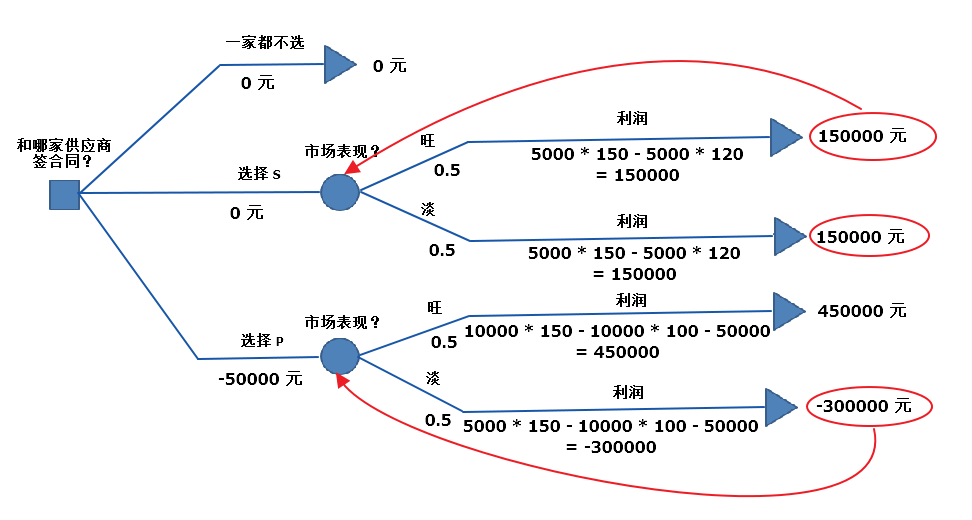 一家都不选
0 元
0 元
和哪家供应商
签合同？
市场表现？
选择 S
0 元
旺
0.5
利润
5000 * 150 - 5000 * 120
= 150000
150000 元
淡
0.5
利润
5000 * 150 - 5000 * 120
= 150000
150000 元
市场表现？
选择 P
-50000 元
旺
0.5
利润
10000 * 150 - 10000 * 100 - 50000
= 450000
450000 元
淡
0.5
利润
5000 * 150 - 10000 * 100 - 50000
= -300000
-300000 元